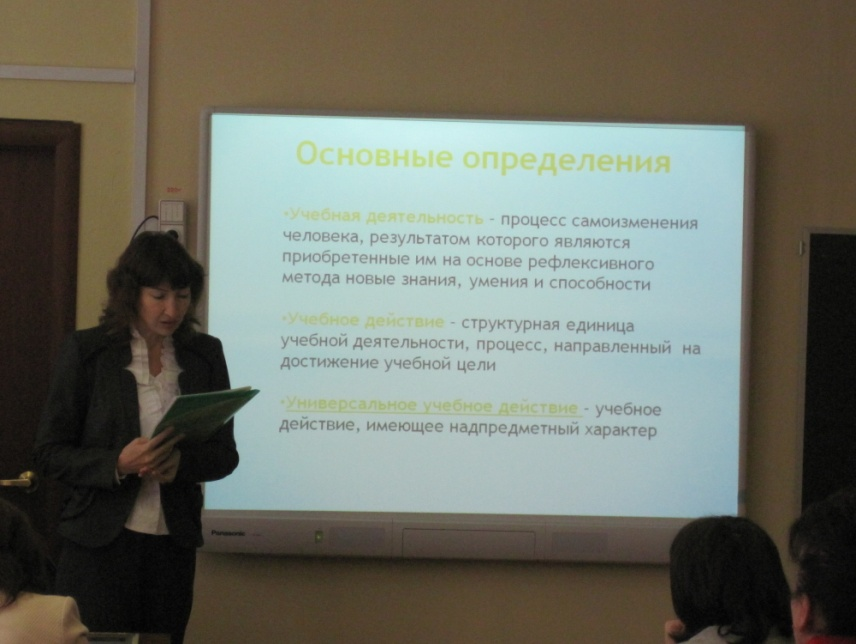 Основные определения
•Учебная деятельность - процесс самоизменения
человека, результатом которого являются
приобретенные им на основе рефлексивного
метода новые знания, умения и способности
•Учебное действие - структурная единица
учебной деятельности, процесс, направленный на
достижение учебной цели
•Универсальное учебное действие - учебное
действие, имеющее надпредметный характер
Panasonic